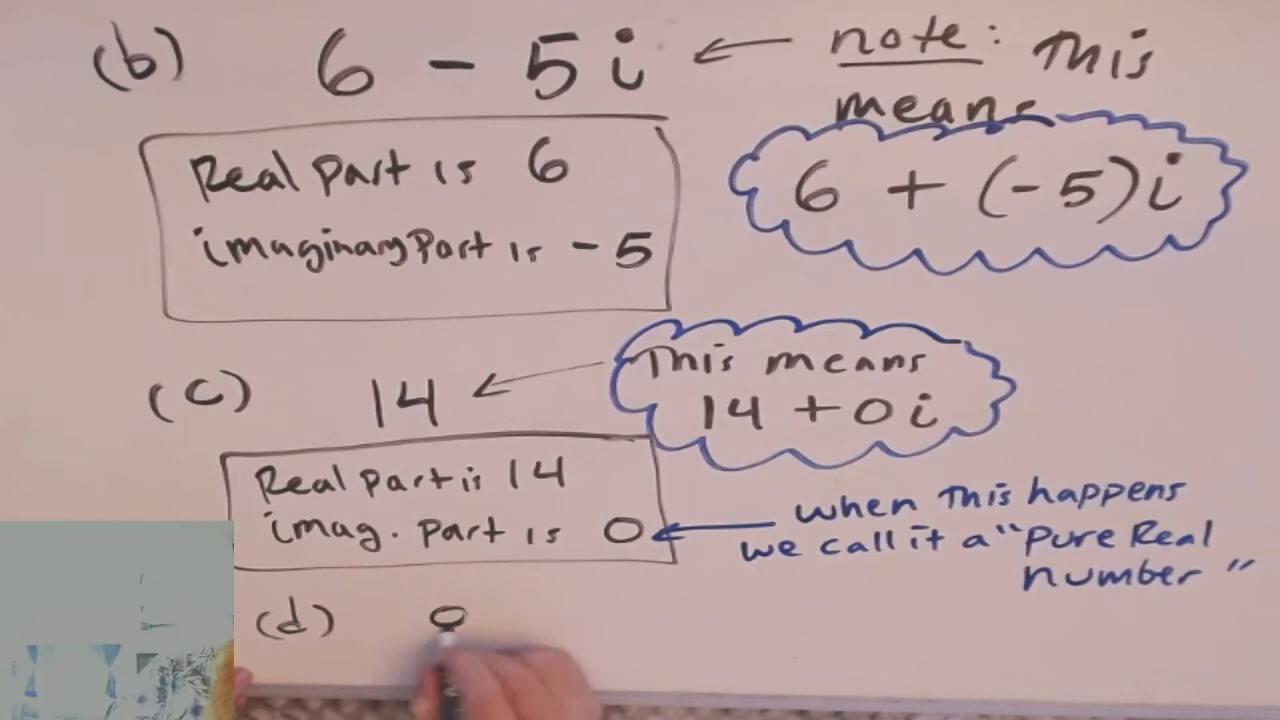 (b) 6 - 5i ← note: This
means
6 + (-5)i
Real Part is 6
imaginary Part is -5
(c) 14 ← This means
14 + 0i
Real Part is 14
imag. part is 0 ← when This happens
we call it a "Pure Real
number"
(d)